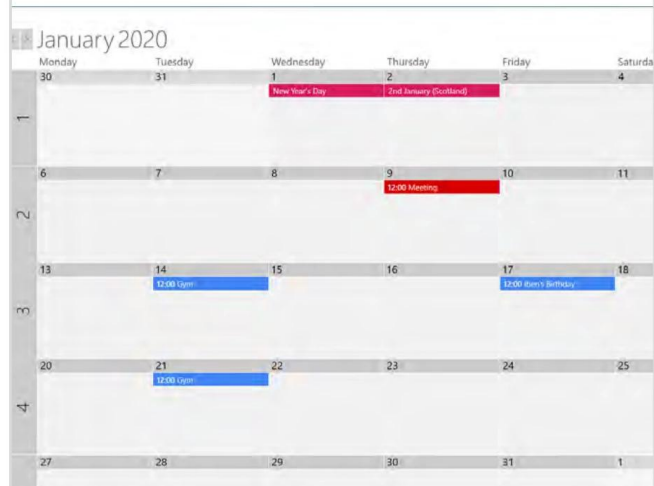 January 2020
Monday Tuesday Wednesday Thursday Friday Saturda
30 31 1 2 3 4
New Year's Day 2nd January (Scotland)
1
6 7 8 9 10 11
12:00 Meeting
2
13 14 15 16 17 18
12:00 Gym 12:00 Iben's Birthday
3
20 21 22 23 24 25
12:00 Gym
4
27 28 29 30 31 1